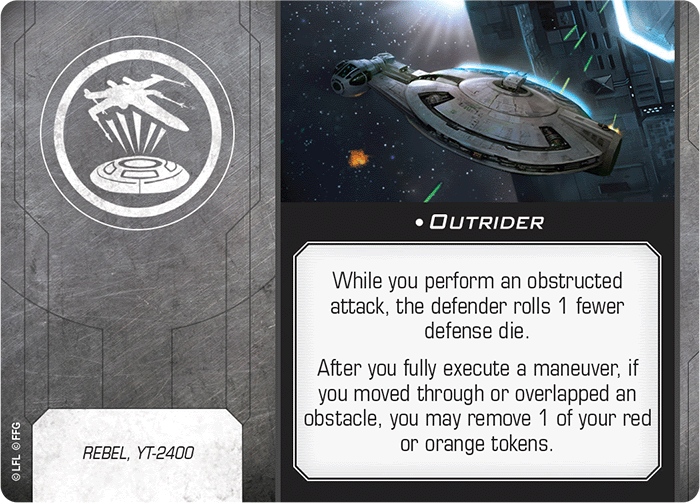 • OUTRIDER
While you perform an obstructed
attack, the defender rolls 1 fewer
defense die.
After you fully execute a maneuver, if
you moved through or overlapped an
obstacle, you may remove 1 of your red
or orange tokens.
REBEL, YT-2400
© LFL © FFG